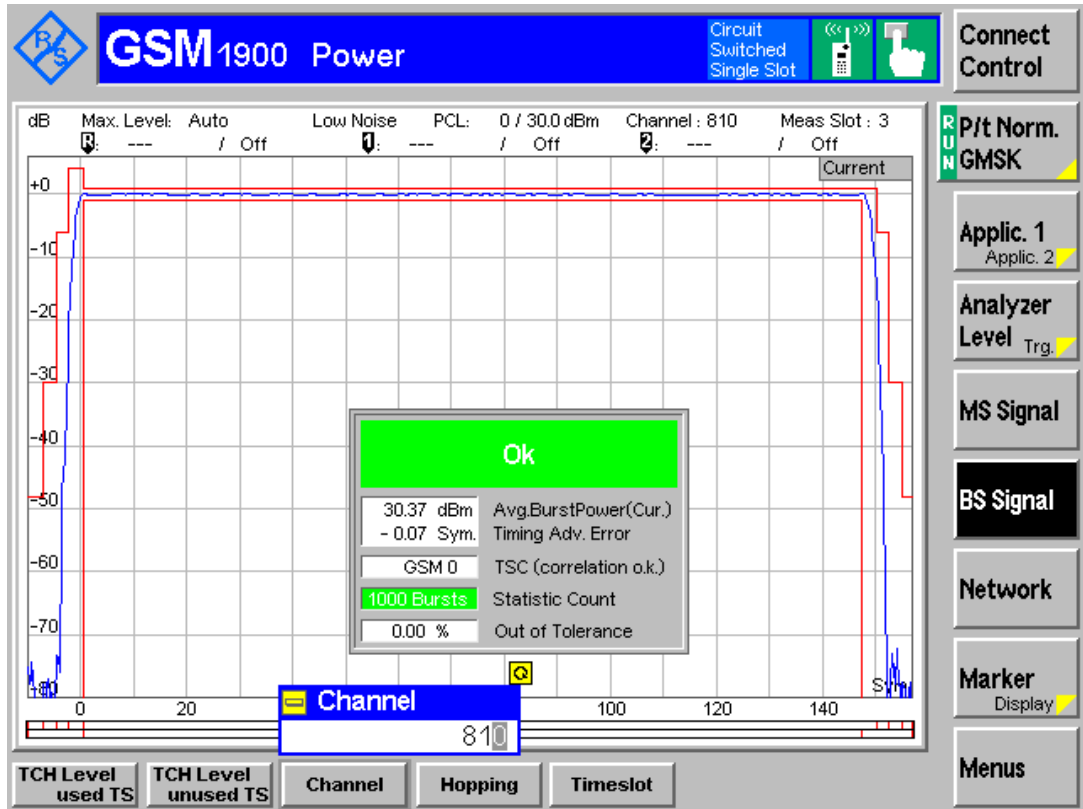 R/S
GSM 1900 Power
Circuit Switched Single Slot
Connect Control
dB Max. Level: Auto Low Noise PCL: 0 / 30.0 dBm Channel : 810 Meas Slot : 3
R : --- / Off 1 : --- / Off 2 : --- / Off
Current
RUN
P/t Norm. GMSK
+0
-10
-20
-30
-40
-50
-60
-70
-80
Applic. 1
Applic. 2
Analyzer Level Trg.
MS Signal
BS Signal
Network
Marker
Display
Menus
Ok
30.37 dBm Avg.BurstPower(Cur.)
- 0.07 Sym. Timing Adv. Error
GSM 0 TSC (correlation o.k.)
1000 Bursts Statistic Count
0.00 % Out of Tolerance
0 20 100 120 140
Channel
810
TCH Level used TS
TCH Level unused TS
Channel
Hopping
Timeslot